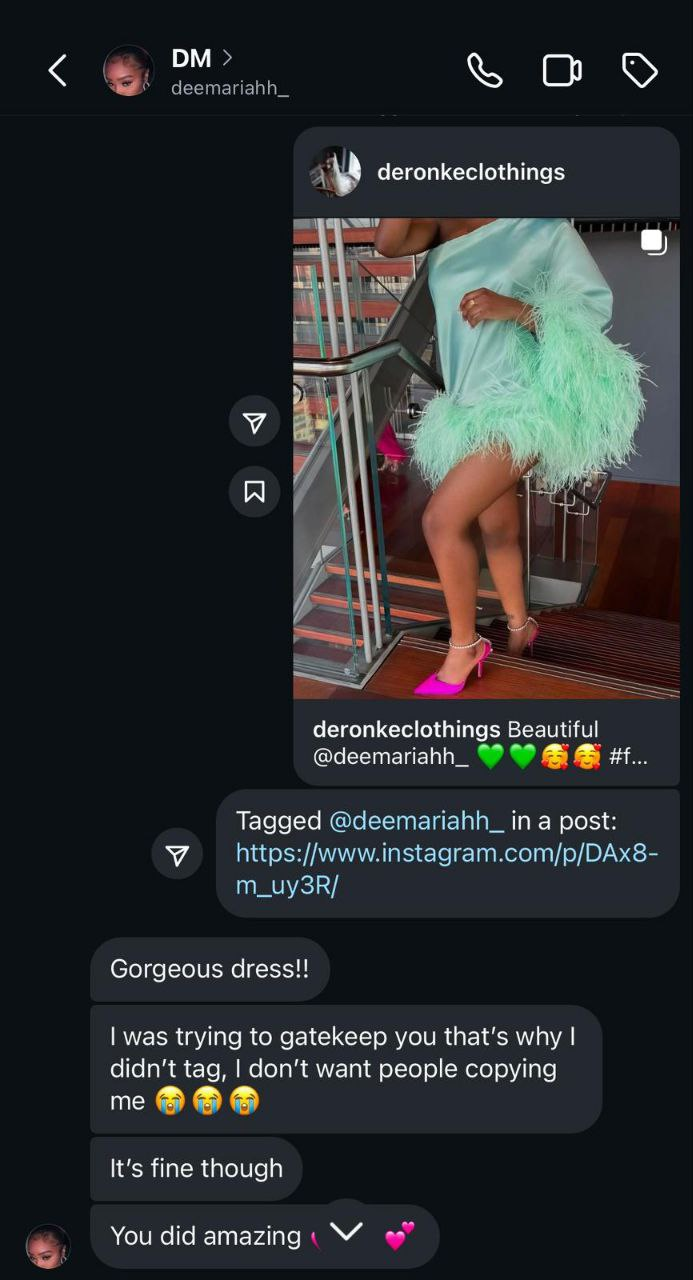 DM
deemariahh_
deronkeclothings
deronkeclothings Beautiful
@deemariahh_ 💚💚🥰🥰 #f...
Tagged @deemariahh_ in a post:
https://www.instagram.com/p/DAx8-
m_uy3R/
Gorgeous dress!!
I was trying to gatekeep you that’s why I
didn’t tag, I don’t want people copying
me 😭😭😭
It’s fine though
You did amazing 💕